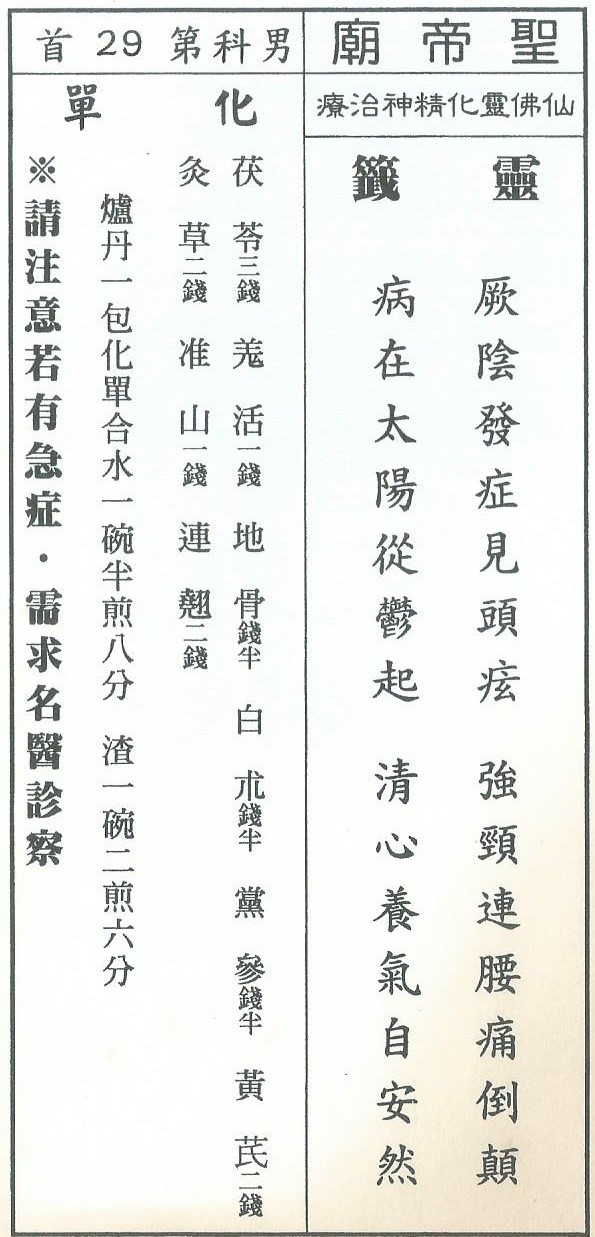 聖帝廟
仙佛靈化精神治療
靈籤
厥陰發症見頭痃 強頸連腰痛倒顛
病在太陽從鬱起 清心養氣自安然
男科第29首
化單
茯苓三錢 羗活一錢 地骨錢半 白朮錢半 黨參錢半 黃芪二錢
灸草二錢 准山一錢 連翹二錢
爐丹一包化單合水一碗半煎八分 渣一碗二煎六分
※請注意若有急症・需求名醫診察